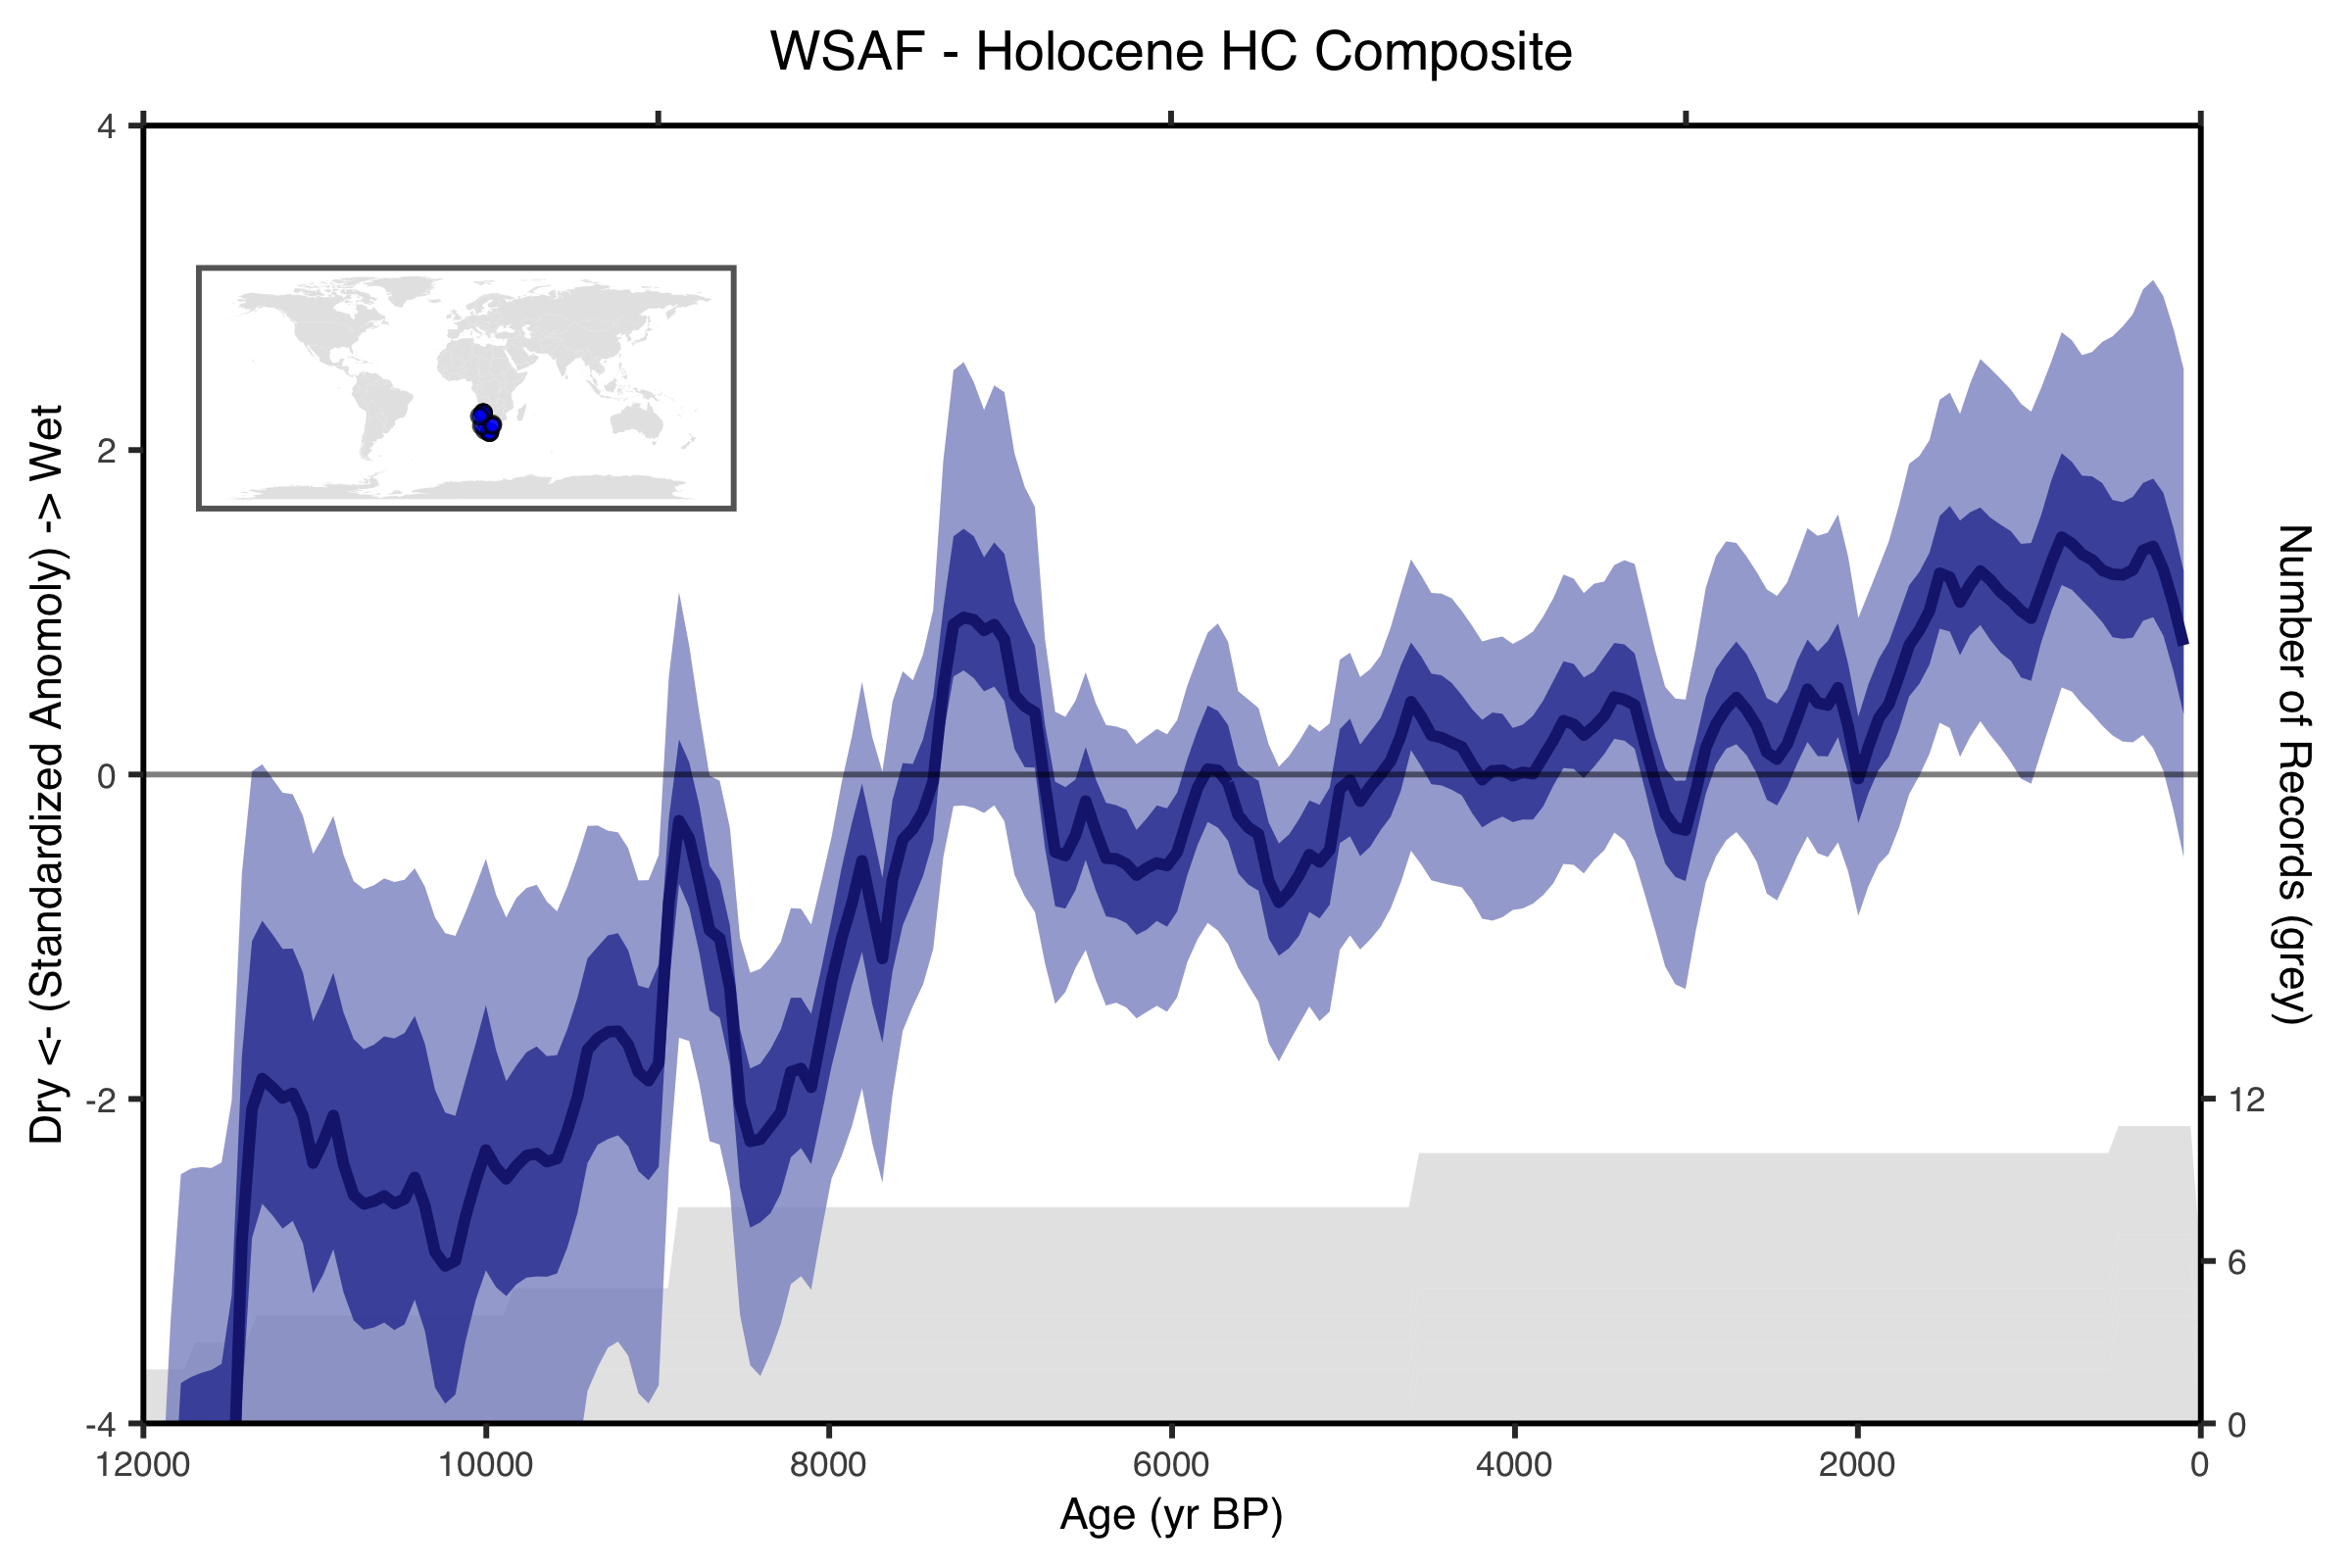 WSAF - Holocene HC Composite
4
2
0
-2
-4
Dry <- (Standardized Anomoly) -> Wet
12
6
0
Number of Records (grey)
12000 10000 8000 6000 4000 2000 0
Age (yr BP)